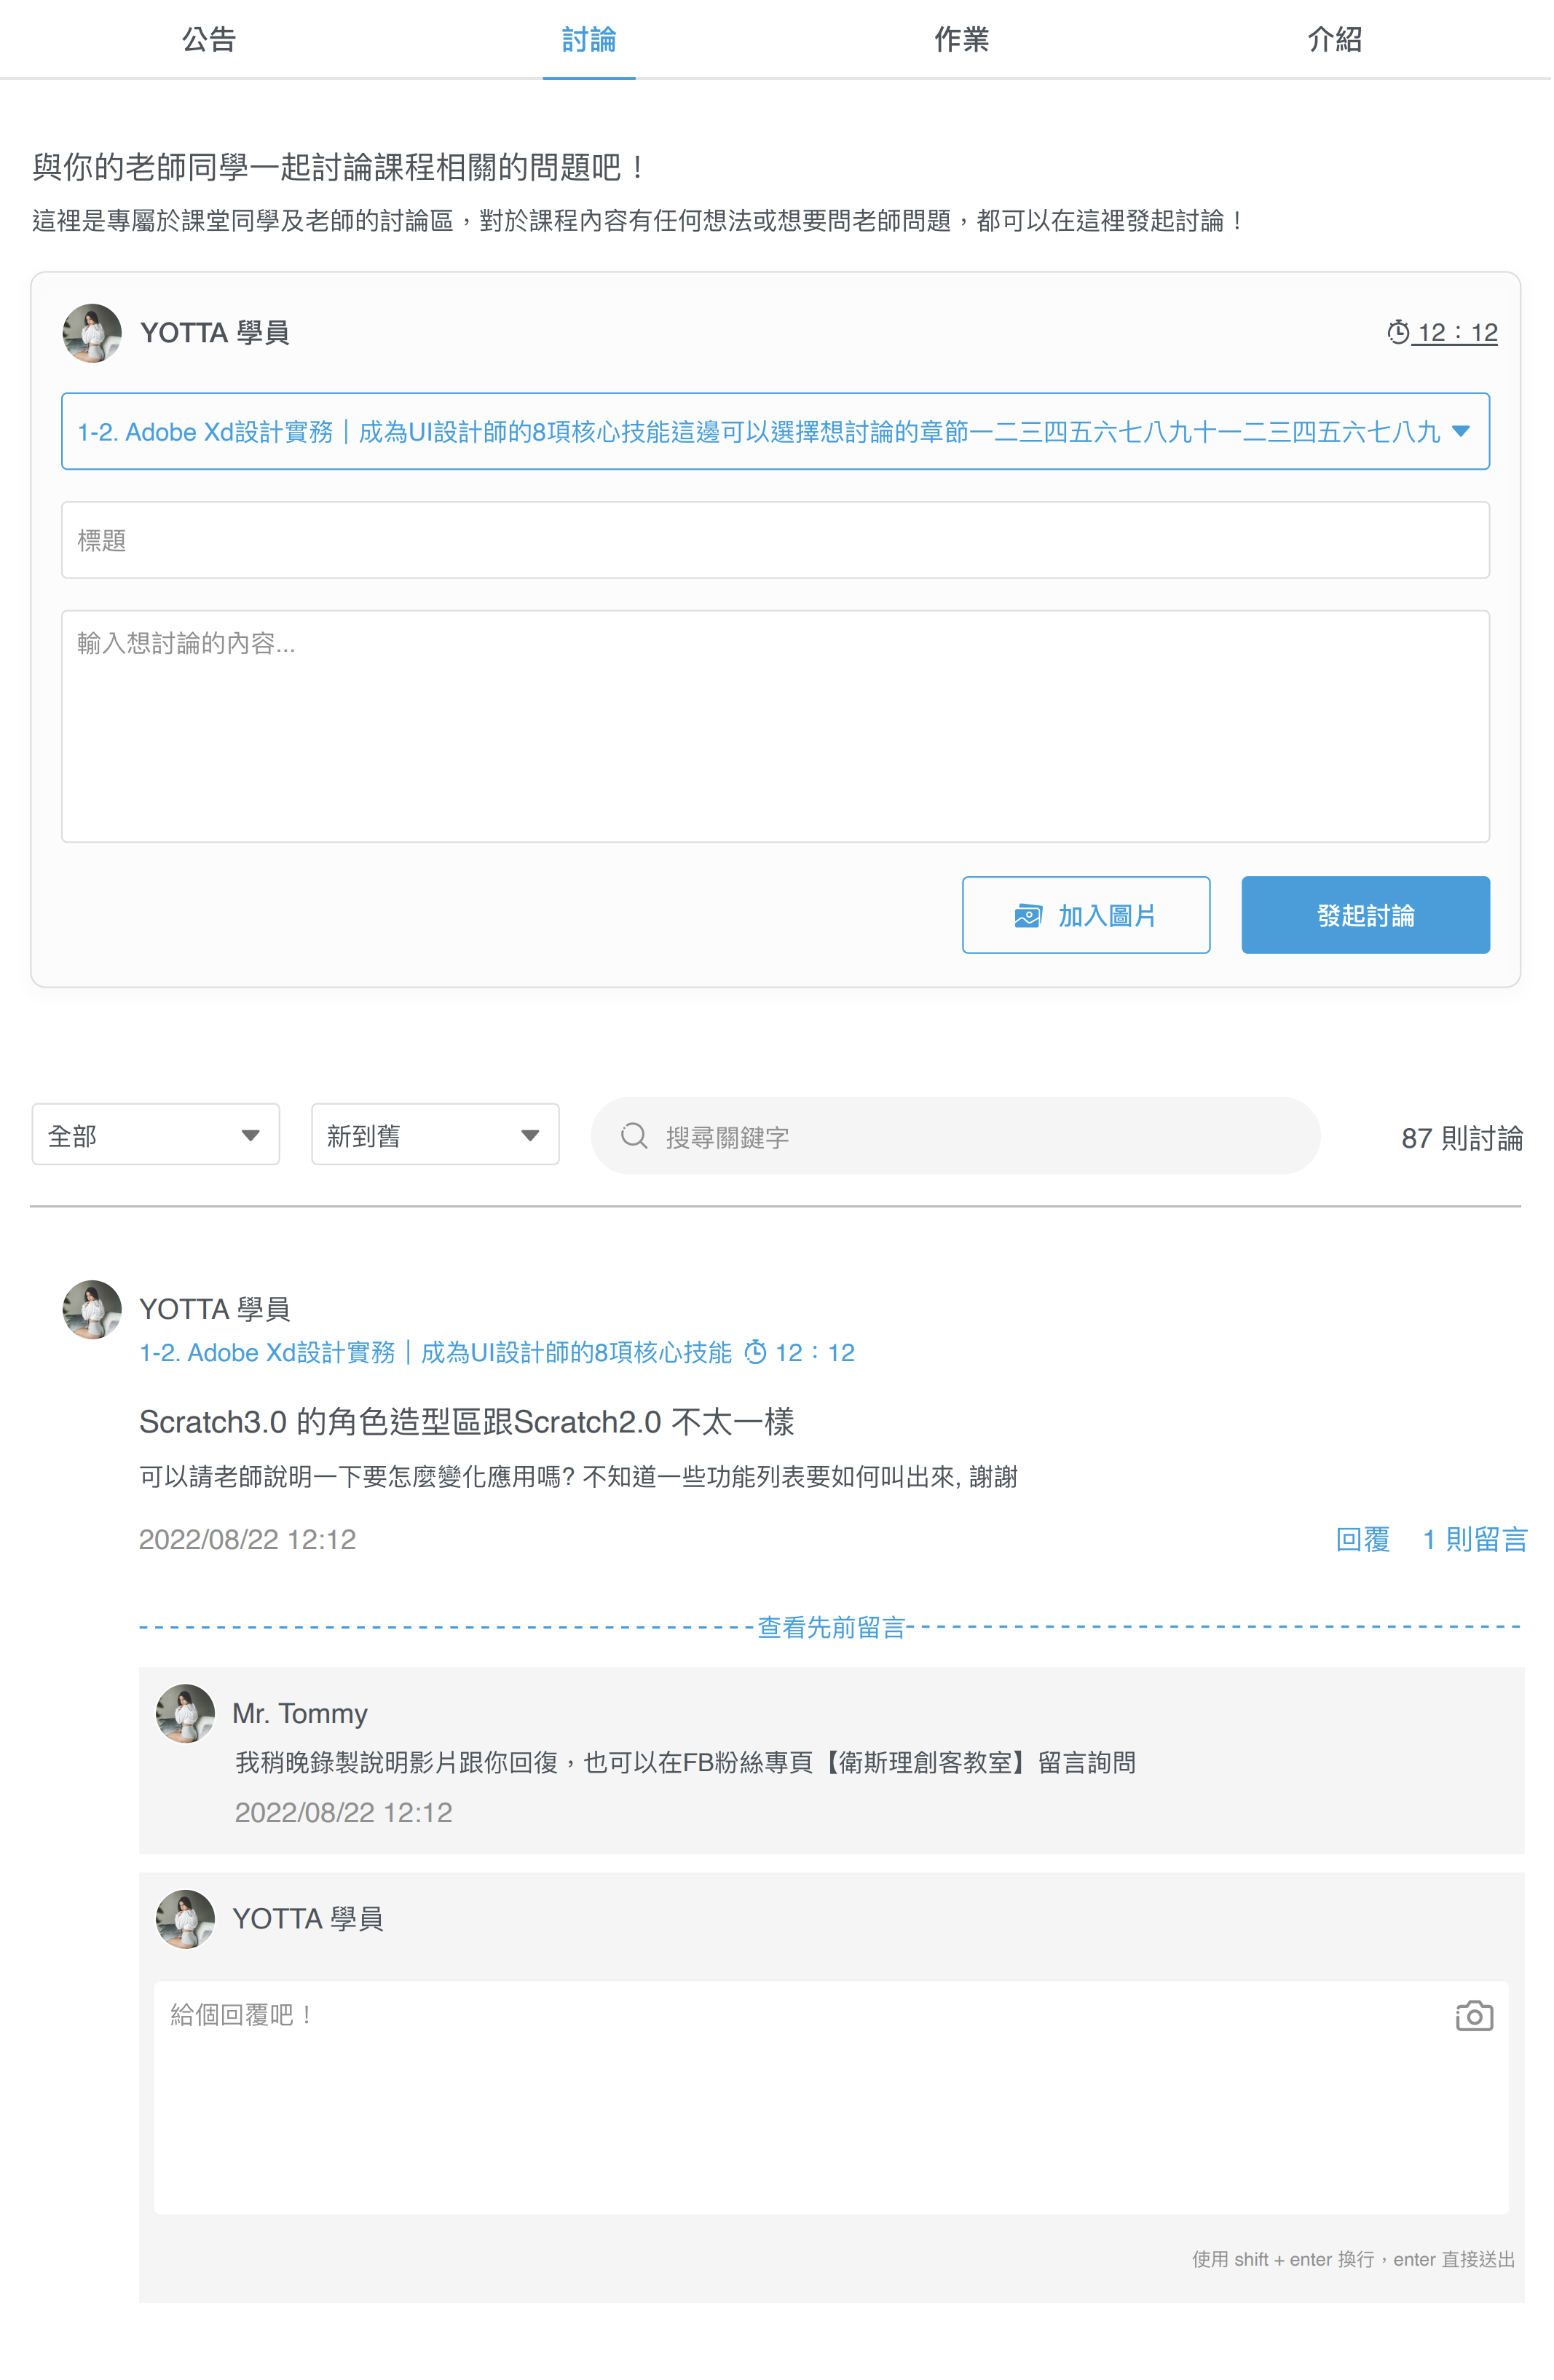 公告 討論 作業 介紹
與你的老師同學一起討論課程相關的問題吧！
這裡是專屬於課堂同學及老師的討論區，對於課程內容有任何想法或想要問老師問題，都可以在這裡發起討論！
YOTTA 學員 12：12
1-2. Adobe Xd設計實務｜成為UI設計師的8項核心技能這邊可以選擇想討論的章節一二三四五六七八九十一二三四五六七八九
標題
輸入想討論的內容...
加入圖片 發起討論
全部 新到舊 搜尋關鍵字 87 則討論
YOTTA 學員
1-2. Adobe Xd設計實務｜成為UI設計師的8項核心技能 12：12
Scratch3.0 的角色造型區跟Scratch2.0 不太一樣
可以請老師說明一下要怎麼變化應用嗎? 不知道一些功能列表要如何叫出來, 謝謝
2022/08/22 12:12 回覆 1 則留言
查看先前留言
Mr. Tommy
我稍晚錄製說明影片跟你回復，也可以在FB粉絲專頁【衛斯理創客教室】留言詢問
2022/08/22 12:12
YOTTA 學員
給個回覆吧！
使用 shift + enter 換行，enter 直接送出